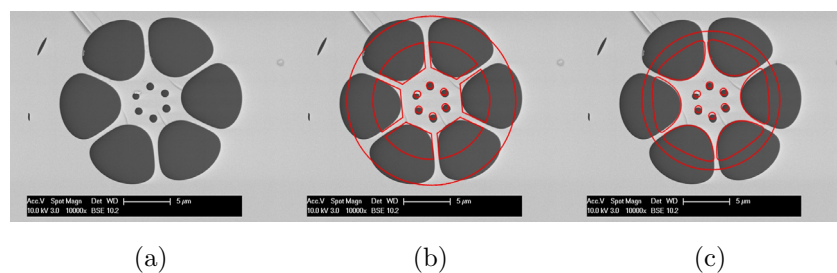 Acc.V Spot Magn Det WD 5 μm
10.0 kV 3.0 10000x BSE 10.2
Acc.V Spot Magn Det WD 5 μm
10.0 kV 3.0 10000x BSE 10.2
Acc.V Spot Magn Det WD 5 μm
10.0 kV 3.0 10000x BSE 10.2
(a) (b) (c)